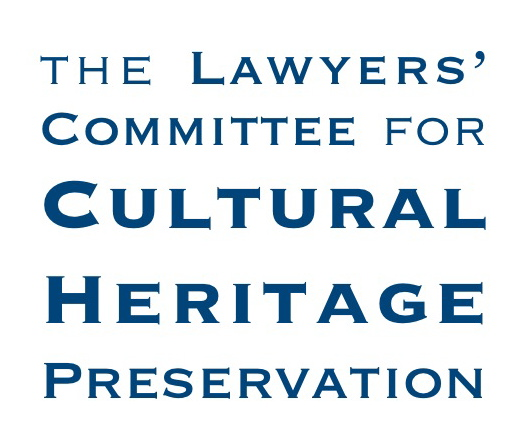 THE LAWYERS’
COMMITTEE FOR
CULTURAL
HERITAGE
PRESERVATION